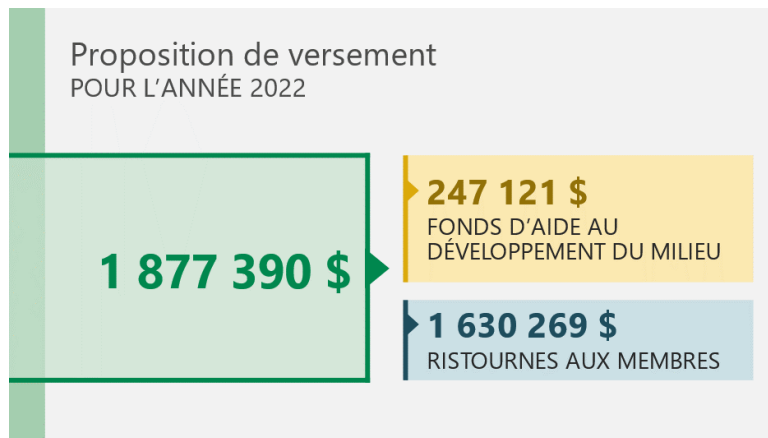 Proposition de versement
POUR L’ANNÉE 2022
1 877 390 $
247 121 $
FONDS D’AIDE AU
DÉVELOPPEMENT DU MILIEU
1 630 269 $
RISTOURNES AUX MEMBRES